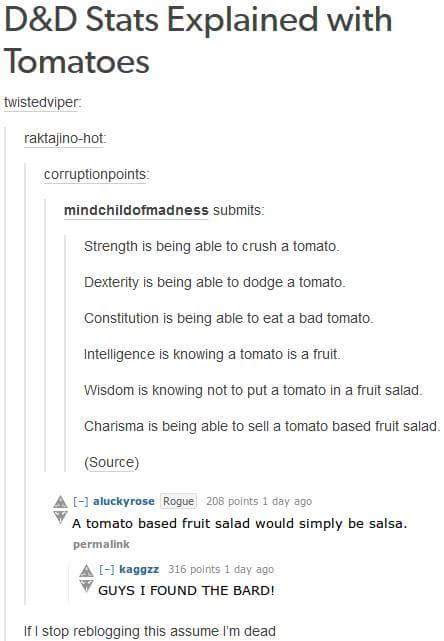 D&D Stats Explained with
Tomatoes
twistedviper:
raktajino-hot:
corruptionpoints:
mindchildofmadness submits:
Strength is being able to crush a tomato.
Dexterity is being able to dodge a tomato.
Constitution is being able to eat a bad tomato.
Intelligence is knowing a tomato is a fruit.
Wisdom is knowing not to put a tomato in a fruit salad.
Charisma is being able to sell a tomato based fruit salad.
(Source)
[-] aluckyrose Rogue 208 points 1 day ago
A tomato based fruit salad would simply be salsa.
permalink
[-] kaggzz 316 points 1 day ago
GUYS I FOUND THE BARD!
If I stop reblogging this assume I'm dead